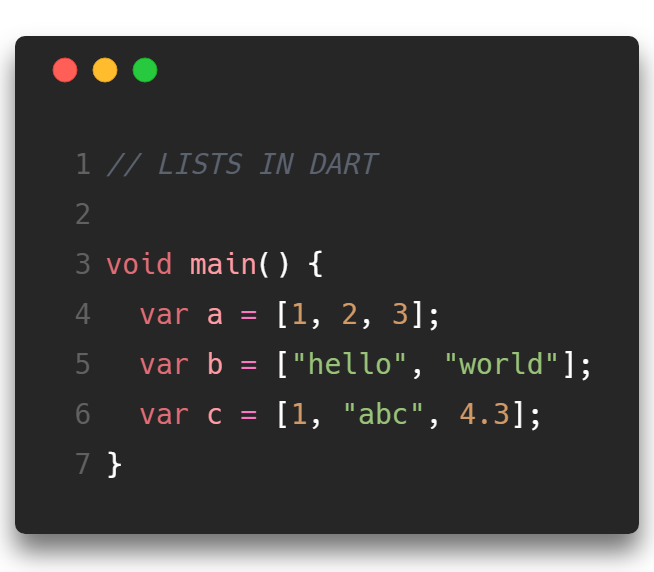 1 // LISTS IN DART
2
3 void main() {
4   var a = [1, 2, 3];
5   var b = ["hello", "world"];
6   var c = [1, "abc", 4.3];
7 }